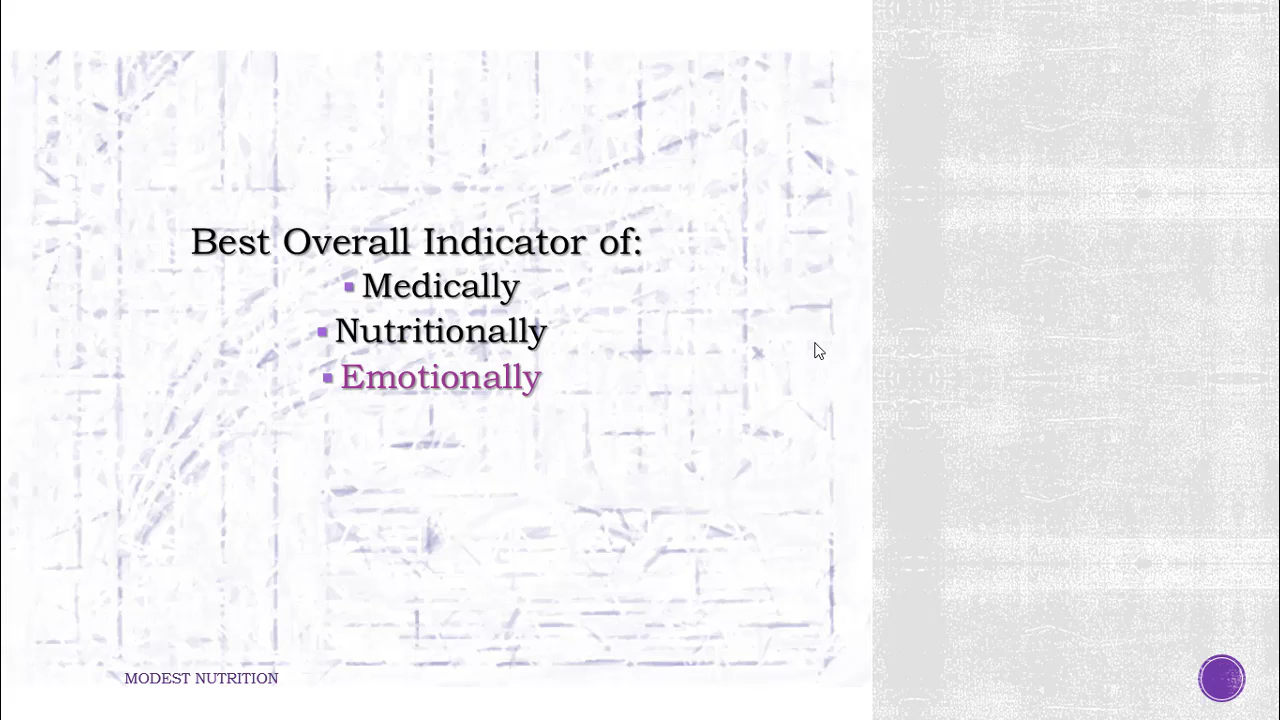 Best Overall Indicator of:
▪ Medically
▪ Nutritionally
▪ Emotionally
MODEST NUTRITION